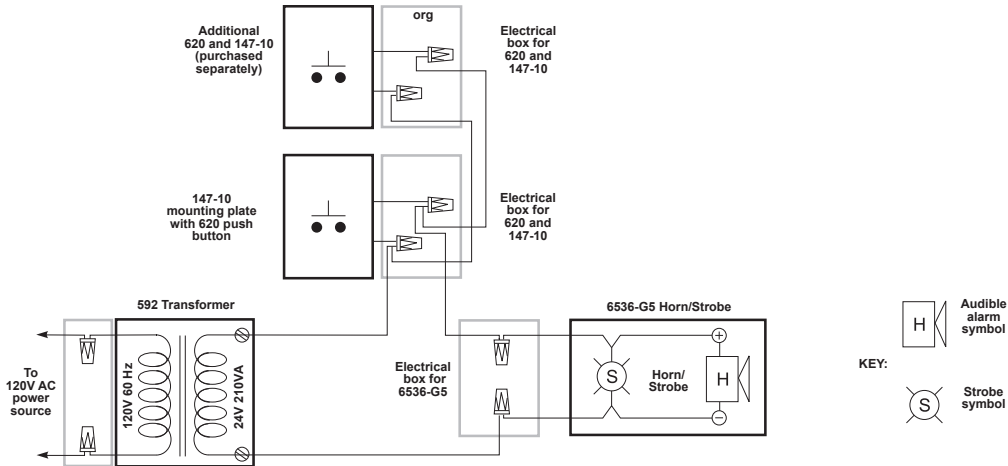 Additional
620 and 147-10
(purchased
separately)
org
Electrical
box for
620 and
147-10
147-10
mounting plate
with 620 push
button
Electrical
box for
620 and
147-10
592 Transformer
To
120V AC
power
source
120V 60 Hz
24V 210VA
Electrical
box for
6536-G5
6536-G5 Horn/Strobe
S
Horn/
Strobe
+
H
−
KEY:
H
Audible
alarm
symbol
S
Strobe
symbol